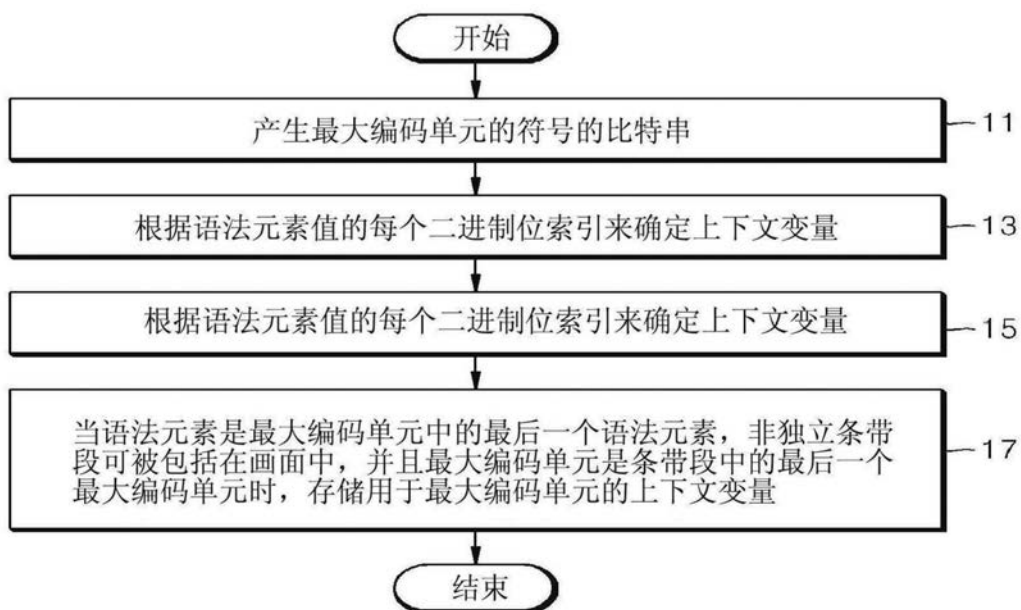 开始
产生最大编码单元的符号的比特串
11
根据语法元素值的每个二进制位索引来确定上下文变量
13
根据语法元素值的每个二进制位索引来确定上下文变量
15
当语法元素是最大编码单元中的最后一个语法元素，非独立条带
段可被包括在画面中，并且最大编码单元是条带段中的最后一个
最大编码单元时，存储用于最大编码单元的上下文变量
17
结束